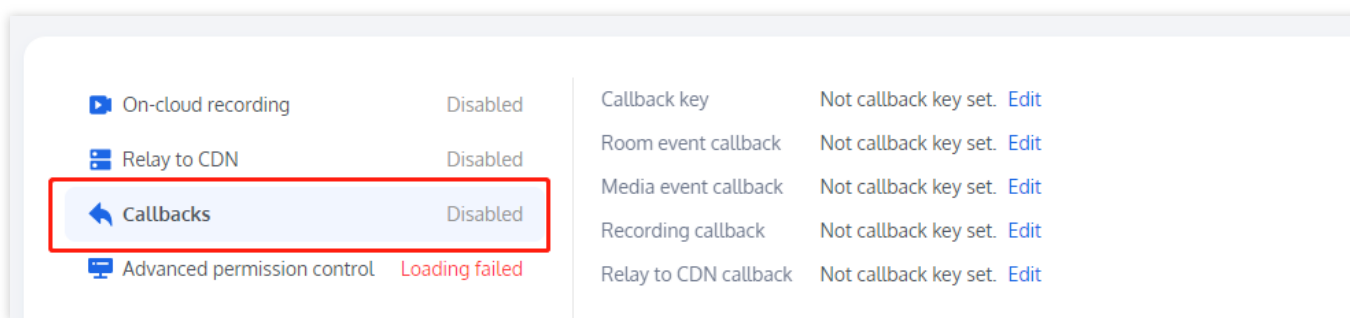 On-cloud recording Disabled
Relay to CDN Disabled
Callbacks Disabled
Advanced permission control Loading failed
Callback key Not callback key set. Edit
Room event callback Not callback key set. Edit
Media event callback Not callback key set. Edit
Recording callback Not callback key set. Edit
Relay to CDN callback Not callback key set. Edit